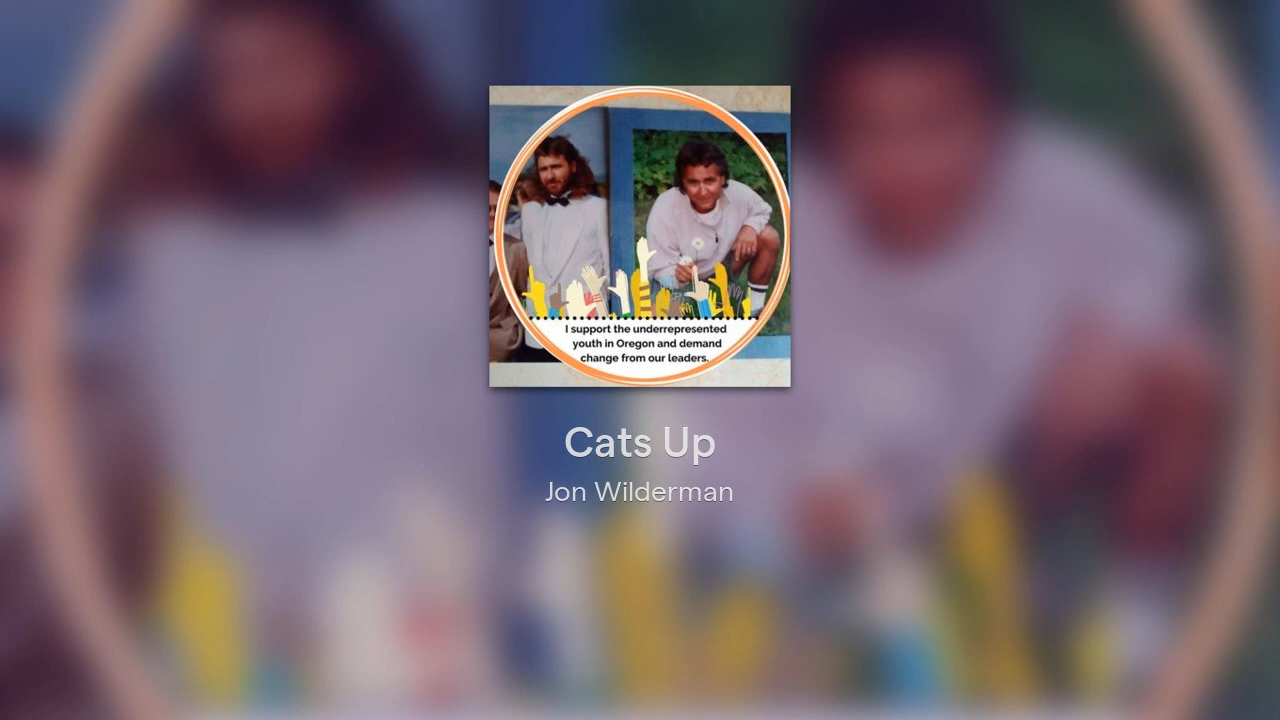 I support the underrepresented
youth in Oregon and demand
change from our leaders.
Cats Up
Jon Wilderman